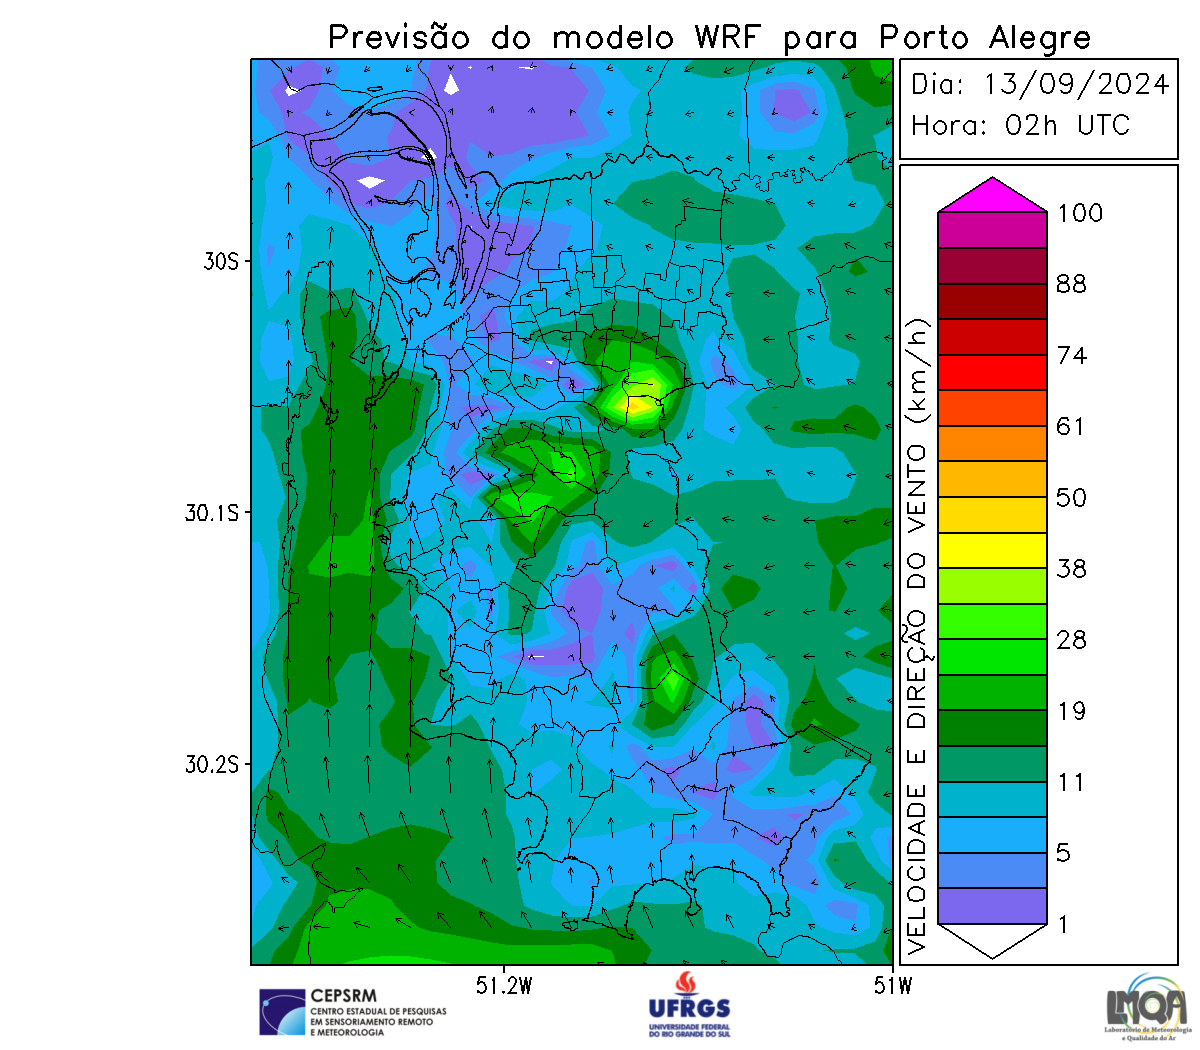 Previsão do modelo WRF para Porto Alegre
Dia: 13/09/2024
Hora: 02h UTC
30S
30.1S
30.2S
51.2W
51W
VELOCIDADE E DIREÇÃO DO VENTO (km/h)
100
88
74
61
50
38
28
19
11
5
1
CEPSRM
CENTRO ESTADUAL DE PESQUISAS
EM SENSORIAMENTO REMOTO
E METEOROLOGIA
UFRGS
UNIVERSIDADE FEDERAL
DO RIO GRANDE DO SUL
LMQA
Laboratório de Meteorologia
e Qualidade do Ar